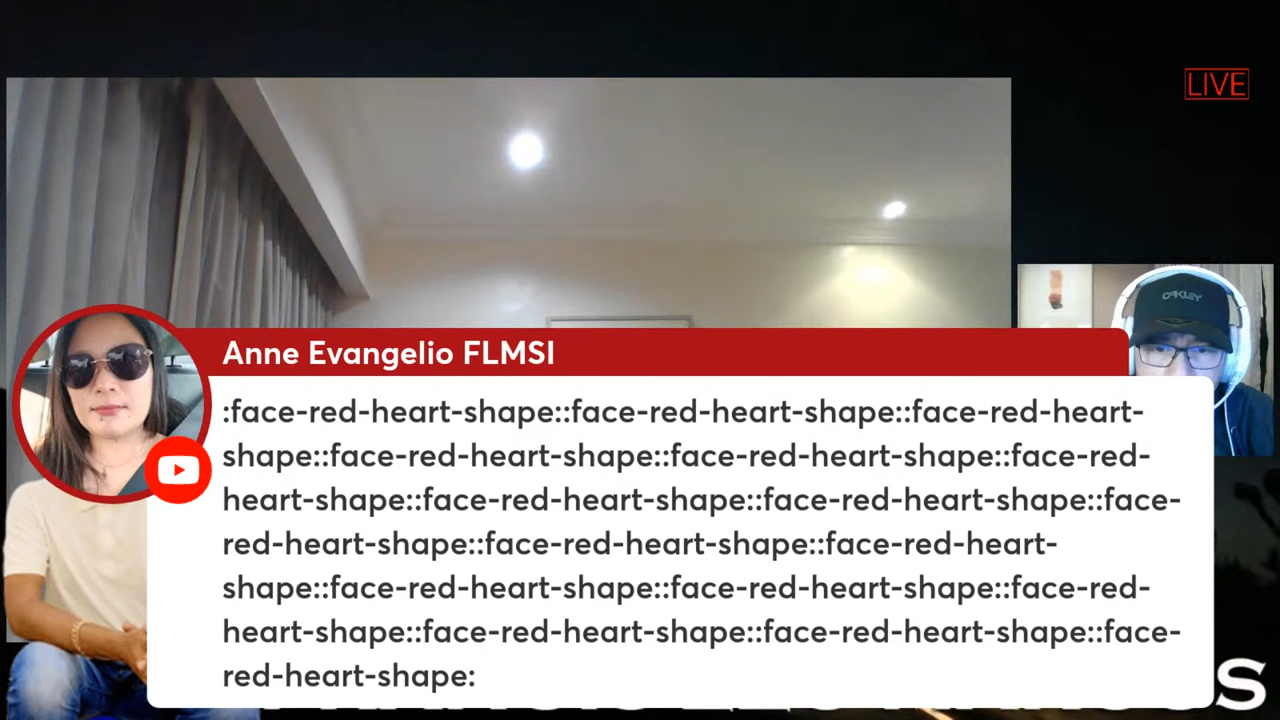 LIVE
OAKLEY
Anne Evangelio FLMSI
:face-red-heart-shape::face-red-heart-shape::face-red-heart-
shape::face-red-heart-shape::face-red-heart-shape::face-red-
heart-shape::face-red-heart-shape::face-red-heart-shape::face-
red-heart-shape::face-red-heart-shape::face-red-heart-
shape::face-red-heart-shape::face-red-heart-shape::face-red-
heart-shape::face-red-heart-shape::face-red-heart-shape::face-
red-heart-shape: